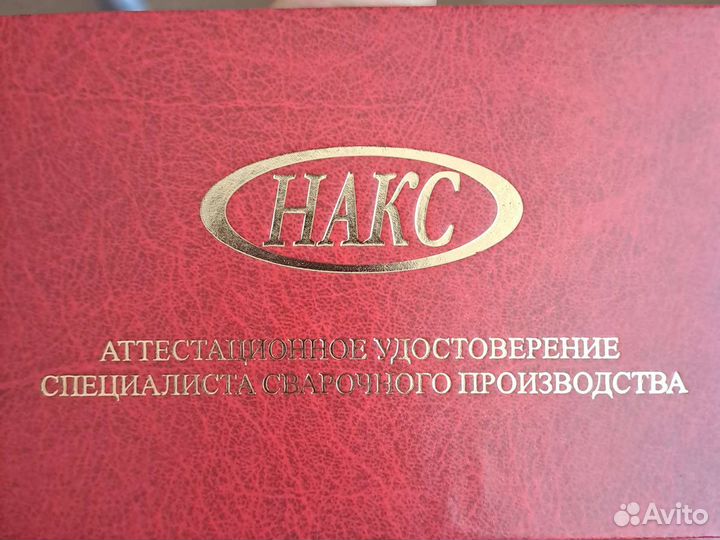 НАКС
АТТЕСТАЦИОННОЕ УДОСТОВЕРЕНИЕ
СПЕЦИАЛИСТА СВАРОЧНОГО ПРОИЗВОДСТВА
Avito